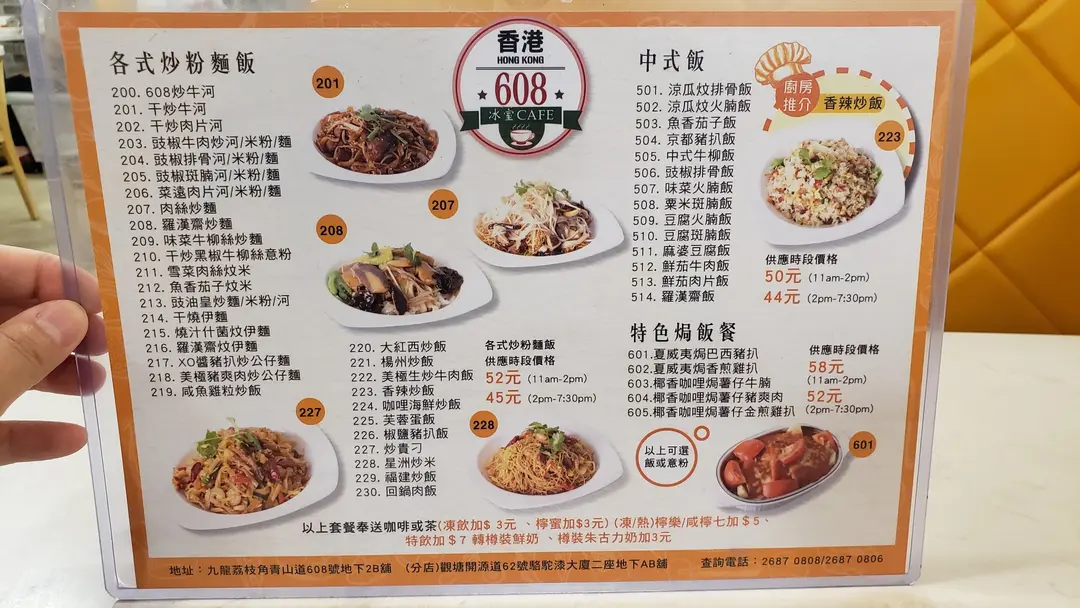 香港
HONG KONG
608
冰室CAFE
各式炒粉麵飯
200. 608炒牛河
201. 干炒牛河
202. 干炒肉片河
203. 豉椒牛肉炒河/米粉/麵
204. 豉椒排骨河/米粉/麵
205. 豉椒斑腩河/米粉/麵
206. 菜遠肉片河/米粉/麵
207. 肉絲炒麵
208. 羅漢齋炒麵
209. 味菜牛柳絲炒麵
210. 干炒黑椒牛柳絲意粉
211. 雪菜肉絲炆米
212. 魚香茄子炆米
213. 豉油皇炒麵/米粉/河
214. 干燒伊麵
215. 燒汁什菌炆伊麵
216. 羅漢齋炆伊麵
217. XO醬豬扒炒公仔麵
218. 美極豬爽肉炒公仔麵
219. 咸魚雞粒炒飯
201
207
208
220. 大紅西炒飯
221. 楊州炒飯
222. 美極生炒牛肉飯
223. 香辣炒飯
224. 咖哩海鮮炒飯
225. 芙蓉蛋飯
226. 椒鹽豬扒飯
227. 炒貴刁
228. 星洲炒米
229. 福建炒飯
230. 回鍋肉飯
各式炒粉麵飯
供應時段價格
52元 (11am-2pm)
45元 (2pm-7:30pm)
227
228
中式飯
501. 涼瓜炆排骨飯
502. 涼瓜炆火腩飯
503. 魚香茄子飯
504. 京都豬扒飯
505. 中式牛柳飯
506. 豉椒排骨飯
507. 味菜火腩飯
508. 粟米斑腩飯
509. 豆腐火腩飯
510. 豆腐斑腩飯
511. 麻婆豆腐飯
512. 鮮茄牛肉飯
513. 鮮茄肉片飯
514. 羅漢齋飯
廚房
推介
香辣炒飯
223
供應時段價格
50元 (11am-2pm)
44元 (2pm-7:30pm)
特色焗飯餐
601.夏威夷焗巴西豬扒
602.夏威夷焗香煎雞扒
603.椰香咖哩焗薯仔牛腩
604.椰香咖哩焗薯仔豬爽肉
605.椰香咖哩焗薯仔金煎雞扒
供應時段價格
58元
(11am-2pm)
52元
(2pm-7:30pm)
以上可選
飯或意粉
601
以上套餐奉送咖啡或茶(凍飲加$ 3元 、檸蜜加$3元) (凍/熱)檸樂/咸檸七加$5、
特飲加$7 轉樽裝鮮奶 、樽裝朱古力奶加3元
地址：九龍荔枝角青山道608號地下2B舖 (分店)觀塘開源道62號駱駝漆大廈二座地下AB舖 查詢電話：2687 0808/2687 0806